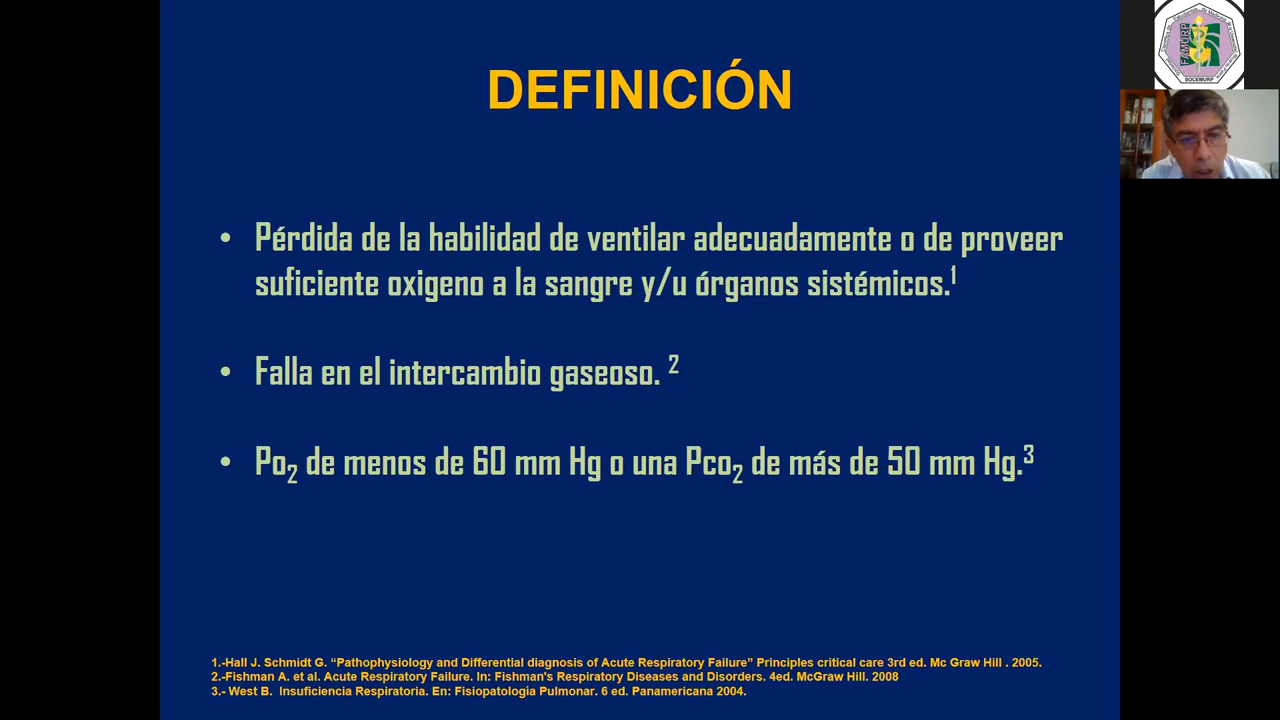 DEFINICIÓN
• Pérdida de la habilidad de ventilar adecuadamente o de proveer
suficiente oxigeno a la sangre y/u órganos sistémicos.1
• Falla en el intercambio gaseoso. 2
• Po2 de menos de 60 mm Hg o una Pco2 de más de 50 mm Hg.3
1.-Hall J. Schmidt G. “Pathophysiology and Differential diagnosis of Acute Respiratory Failure” Principles critical care 3rd ed. Mc Graw Hill . 2005.
2.-Fishman A. et al. Acute Respiratory Failure. In: Fishman's Respiratory Diseases and Disorders. 4ed. McGraw Hill. 2008
3.- West B. Insuficiencia Respiratoria. En: Fisiopatología Pulmonar. 6 ed. Panamericana 2004.
FAMURP
SOCEMURP